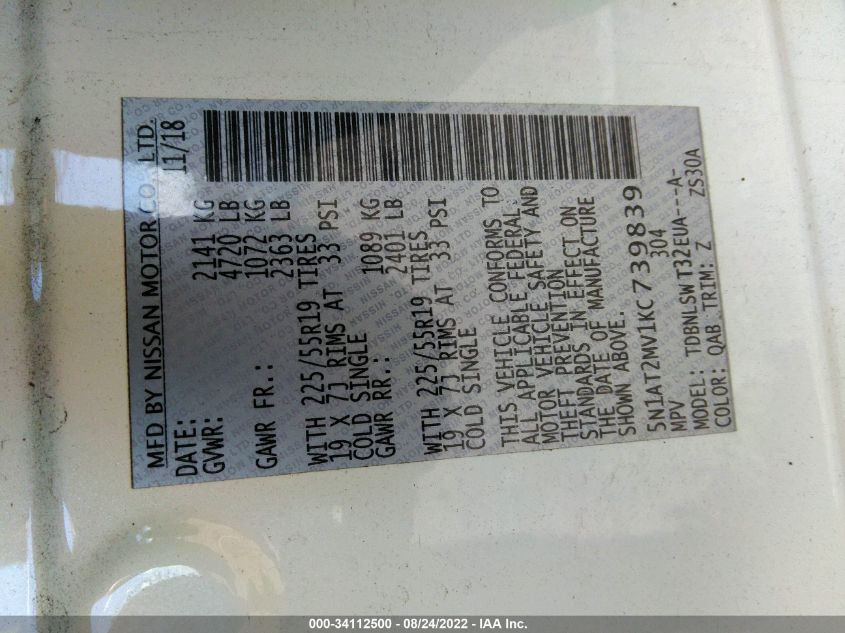 MFD BY NISSAN MOTOR CO., LTD.
DATE: 11/18
GVWR: 2141 KG
4720 LB
GAWR FR.: 1072 KG
2363 LB
WITH 225/55R19 TIRES
19 X 7J RIMS AT 33 PSI
COLD SINGLE
GAWR RR.: 1089 KG
2401 LB
WITH 225/55R19 TIRES
19 X 7J RIMS AT 33 PSI
COLD SINGLE
THIS VEHICLE CONFORMS TO
ALL APPLICABLE FEDERAL
MOTOR VEHICLE SAFETY AND
THEFT PREVENTION
STANDARDS IN EFFECT ON
THE DATE OF MANUFACTURE
SHOWN ABOVE.
5N1AT2MV1KC739839
MPV 304
MODEL: TDBNLSW T32EUA---A-
COLOR: QAB TRIM: Z ZS30A
000-34112500 - 08/24/2022 - IAA Inc.